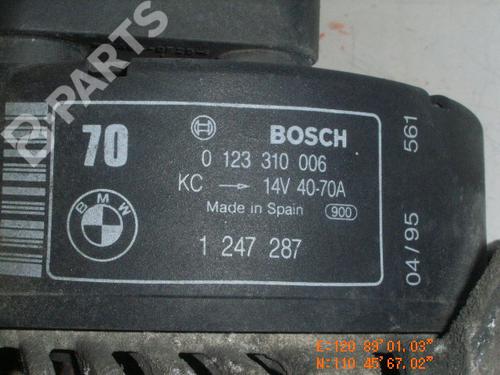 B-PARTS
70
BOSCH
0 123 310 006
KC → 14V 40-70A
Made in Spain 900
BMW
1 247 287
04/95 561
E:120 89'01.03"
N:110 45'67.02"